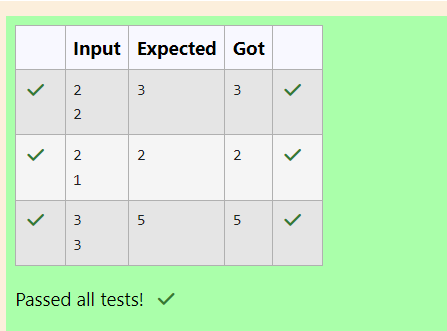 Input Expected Got
2 3 3
2
2 2 2
1
3 5 5
3
Passed all tests!